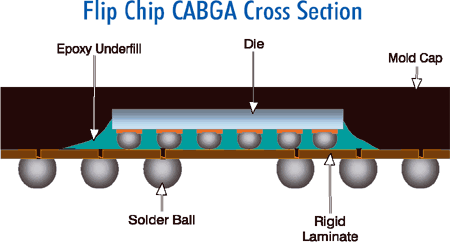 Flip Chip CABGA Cross Section
Epoxy Underfill
Die
Mold Cap
Solder Ball
Rigid
Laminate